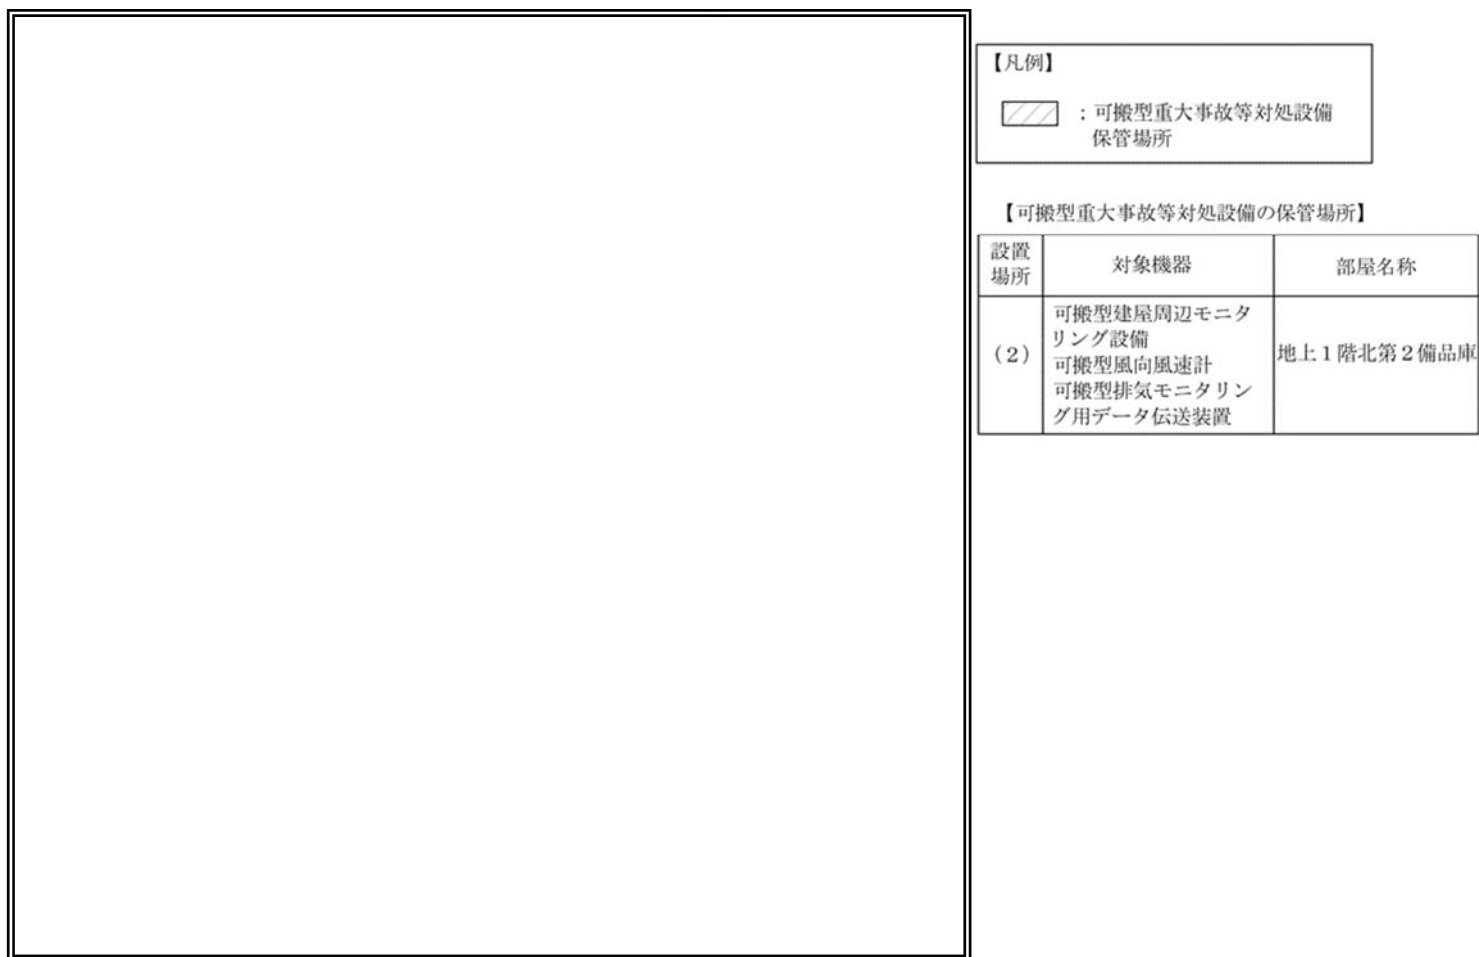 【凡例】
：可搬型重大事故等対処設備
保管場所
【可搬型重大事故等対処設備の保管場所】
設置
場所
対象機器
部屋名称
（２）
可搬型建屋周辺モニタ
リング設備
可搬型風向風速計
可搬型排気モニタリン
グ用データ伝送装置
地上１階北第２備品庫